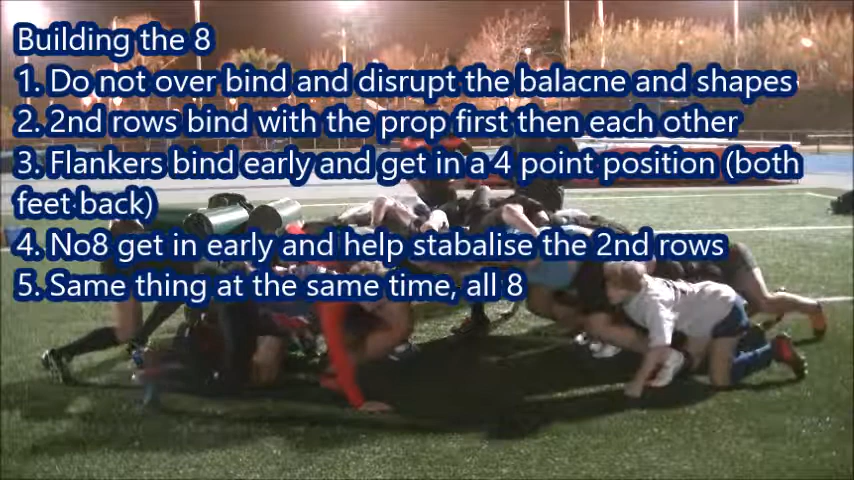 Building the 8
1. Do not over bind and disrupt the balacne and shapes
2. 2nd rows bind with the prop first then each other
3. Flankers bind early and get in a 4 point position (both
feet back)
4. No8 get in early and help stabalise the 2nd rows
5. Same thing at the same time, all 8